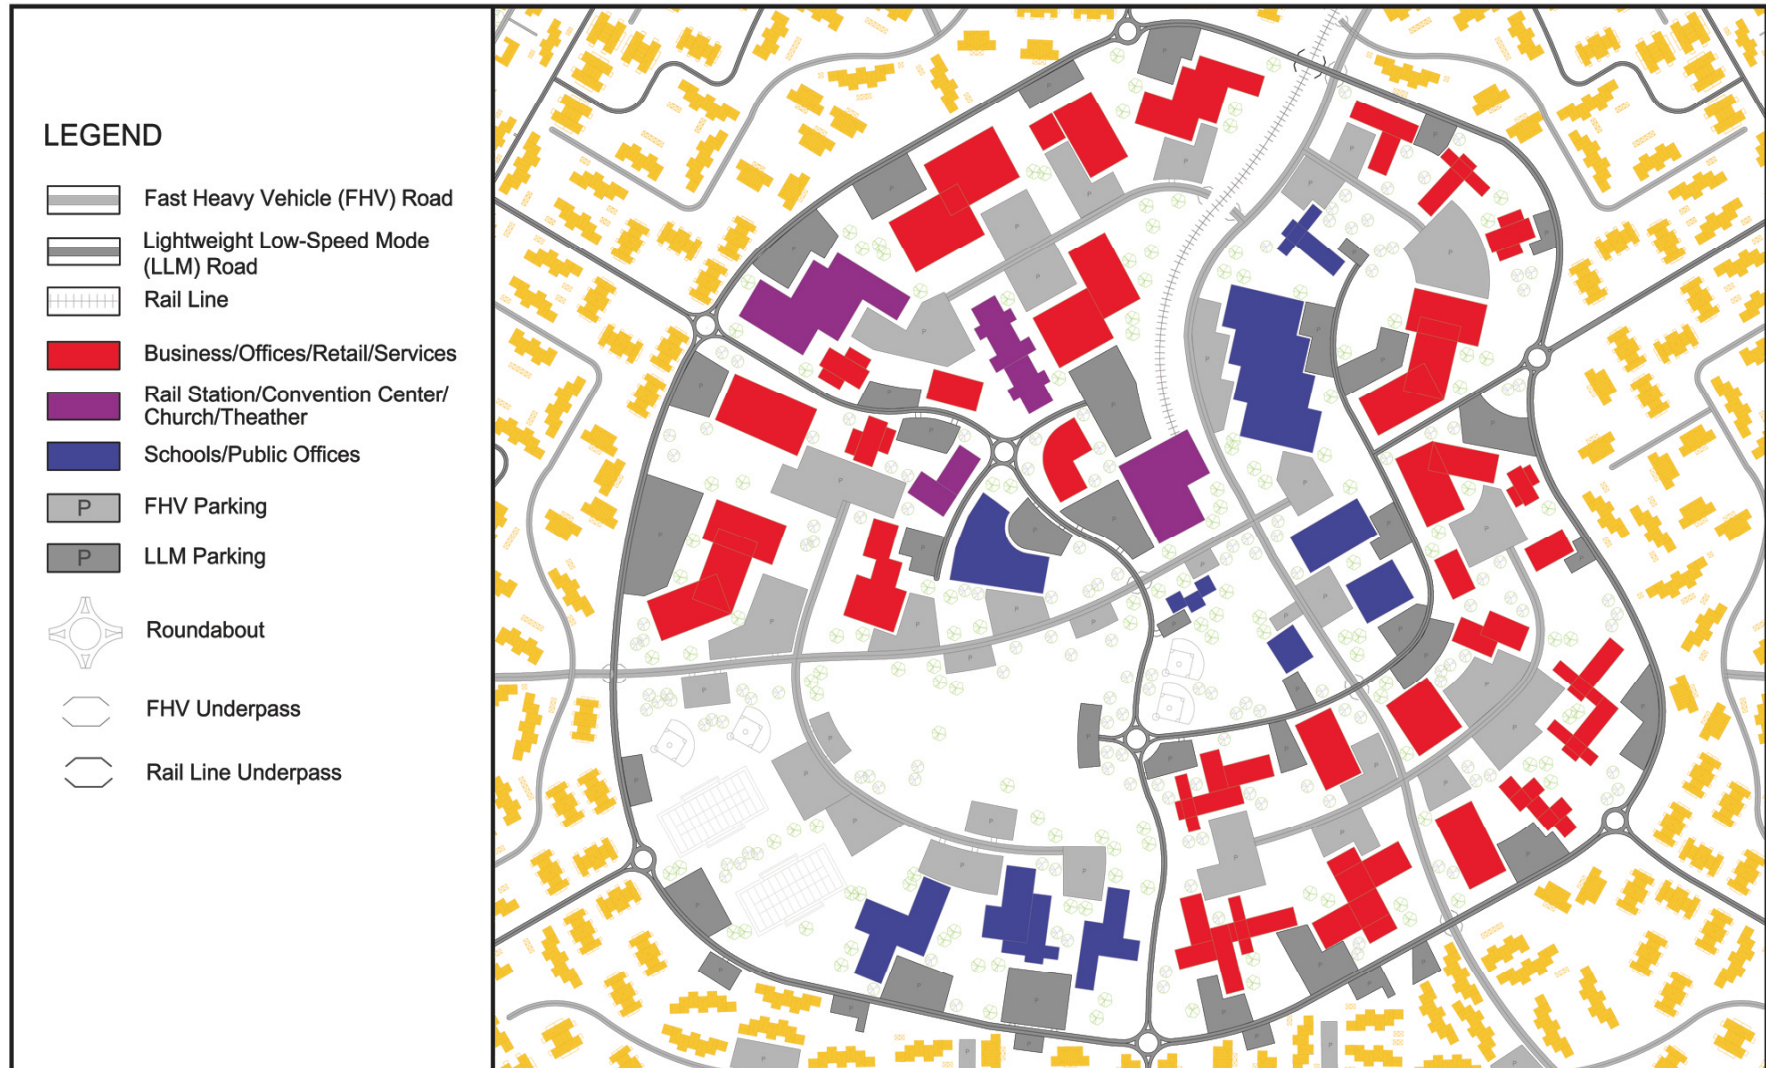 LEGEND
Fast Heavy Vehicle (FHV) Road
Lightweight Low-Speed Mode
(LLM) Road
Rail Line
Business/Offices/Retail/Services
Rail Station/Convention Center/
Church/Theather
Schools/Public Offices
P
FHV Parking
P
LLM Parking
Roundabout
FHV Underpass
Rail Line Underpass